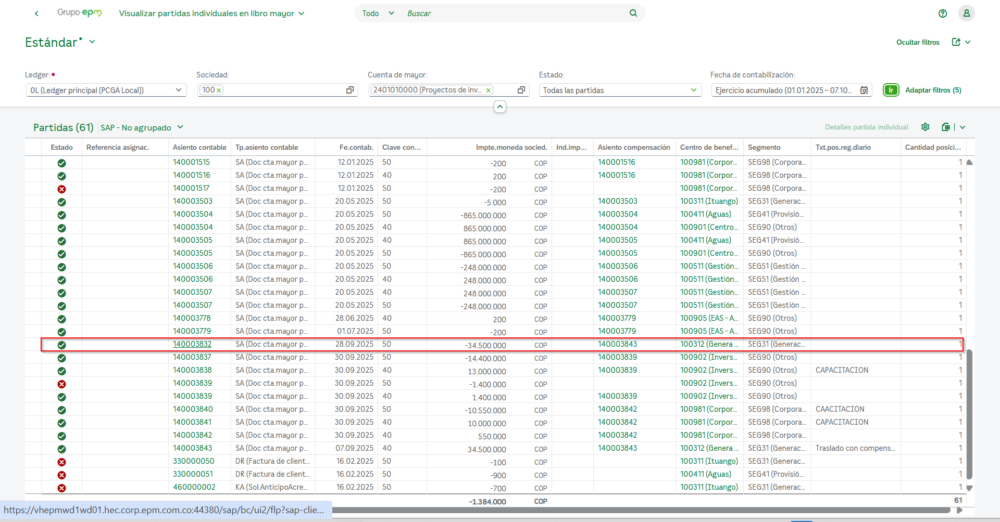 Grupo·epm Visualizar partidas individuales en libro mayor Todo Buscar
Estándar* Ocultar filtros
Ledger: Sociedad: Cuenta de mayor: Estado: Fecha de contabilización:
0L (Ledger principal (PCGA Local)) 100 2401010000 (Proyectos de inv... Todas las partidas Ejercicio acumulado (01.01.2025 – 07.10... Ir Adaptar filtros (5)
Partidas (61) SAP - No agrupado Detalles partida individual
Estado Referencia asignac. Asiento contable Tp.asiento contable Fe.contab. Clave con... Impte.moneda socied. Ind.imp... Asiento compensación Centro de benef... Segmento Txt.pos.reg.diario Cantidad posici...
140001515 SA (Doc cta.mayor p... 12.01.2025 50 -200 COP 140001516 100981 (Corpor... SEG98 (Corpora... 1
140001516 SA (Doc cta.mayor p... 12.01.2025 40 200 COP 140001516 100981 (Corpor... SEG98 (Corpora... 1
140001517 SA (Doc cta.mayor p... 12.01.2025 50 -200 COP 100981 (Corpor... SEG98 (Corpora... 1
140003503 SA (Doc cta.mayor p... 20.05.2025 50 -5.000 COP 140003503 100311 (Ituango) SEG31 (Generac... 1
140003504 SA (Doc cta.mayor p... 20.05.2025 50 -865.000.000 COP 140003504 100411 (Aguas) SEG41 (Provisió... 1
140003504 SA (Doc cta.mayor p... 20.05.2025 40 865.000.000 COP 140003504 100901 (Centro... SEG90 (Otros) 1
140003505 SA (Doc cta.mayor p... 20.05.2025 40 865.000.000 COP 140003505 100411 (Aguas) SEG41 (Provisió... 1
140003505 SA (Doc cta.mayor p... 20.05.2025 50 -865.000.000 COP 140003505 100901 (Centro... SEG90 (Otros) 1
140003506 SA (Doc cta.mayor p... 20.05.2025 50 -248.000.000 COP 140003506 100511 (Gestión... SEG51 (Gestión ... 1
140003506 SA (Doc cta.mayor p... 20.05.2025 40 248.000.000 COP 140003506 100511 (Gestión... SEG51 (Gestión ... 1
140003507 SA (Doc cta.mayor p... 20.05.2025 40 248.000.000 COP 140003507 100511 (Gestión... SEG51 (Gestión ... 1
140003507 SA (Doc cta.mayor p... 20.05.2025 50 -248.000.000 COP 140003507 100511 (Gestión... SEG51 (Gestión ... 1
140003778 SA (Doc cta.mayor p... 28.06.2025 40 200 COP 140003779 100905 (EAS - A... SEG90 (Otros) 1
140003779 SA (Doc cta.mayor p... 01.07.2025 50 -200 COP 140003779 100905 (EAS - A... SEG90 (Otros) 1
140003832 SA (Doc cta.mayor p... 28.09.2025 50 -34.500.000 COP 140003843 100312 (Genera ... SEG31 (Generac... 1
140003837 SA (Doc cta.mayor p... 30.09.2025 50 -14.400.000 COP 140003839 100902 (Invers... SEG90 (Otros) 1
140003838 SA (Doc cta.mayor p... 30.09.2025 40 13.000.000 COP 140003839 100902 (Invers... SEG90 (Otros) CAPACITACION 1
140003839 SA (Doc cta.mayor p... 30.09.2025 50 -1.400.000 COP 100902 (Invers... SEG90 (Otros) 1
140003839 SA (Doc cta.mayor p... 30.09.2025 40 1.400.000 COP 140003839 100902 (Invers... SEG90 (Otros) 1
140003840 SA (Doc cta.mayor p... 30.09.2025 50 -10.550.000 COP 140003842 100981 (Corpor... SEG98 (Corpora... CAACITACION 1
140003841 SA (Doc cta.mayor p... 30.09.2025 40 10.000.000 COP 140003842 100981 (Corpor... SEG98 (Corpora... CAPACITACION 1
140003842 SA (Doc cta.mayor p... 30.09.2025 40 550.000 COP 140003842 100981 (Corpor... SEG98 (Corpora... 1
140003843 SA (Doc cta.mayor p... 07.09.2025 40 34.500.000 COP 140003843 100312 (Genera ... SEG31 (Generac... Traslado con compens... 1
330000050 DR (Factura de client... 16.02.2025 50 -100 COP 100311 (Ituango) SEG31 (Generac... 1
330000051 DR (Factura de client... 16.02.2025 50 -900 COP 100411 (Aguas) SEG41 (Provisió... 1
460000002 KA (Sol.AnticipoAcre... 16.02.2025 50 -700 COP 100311 (Ituango) SEG31 (Generac... 1
-1.384.000 COP 61
https://vhepmwd1wd01.hec.corp.epm.com.co:44380/sap/bc/ui2/flp?sap-clie...